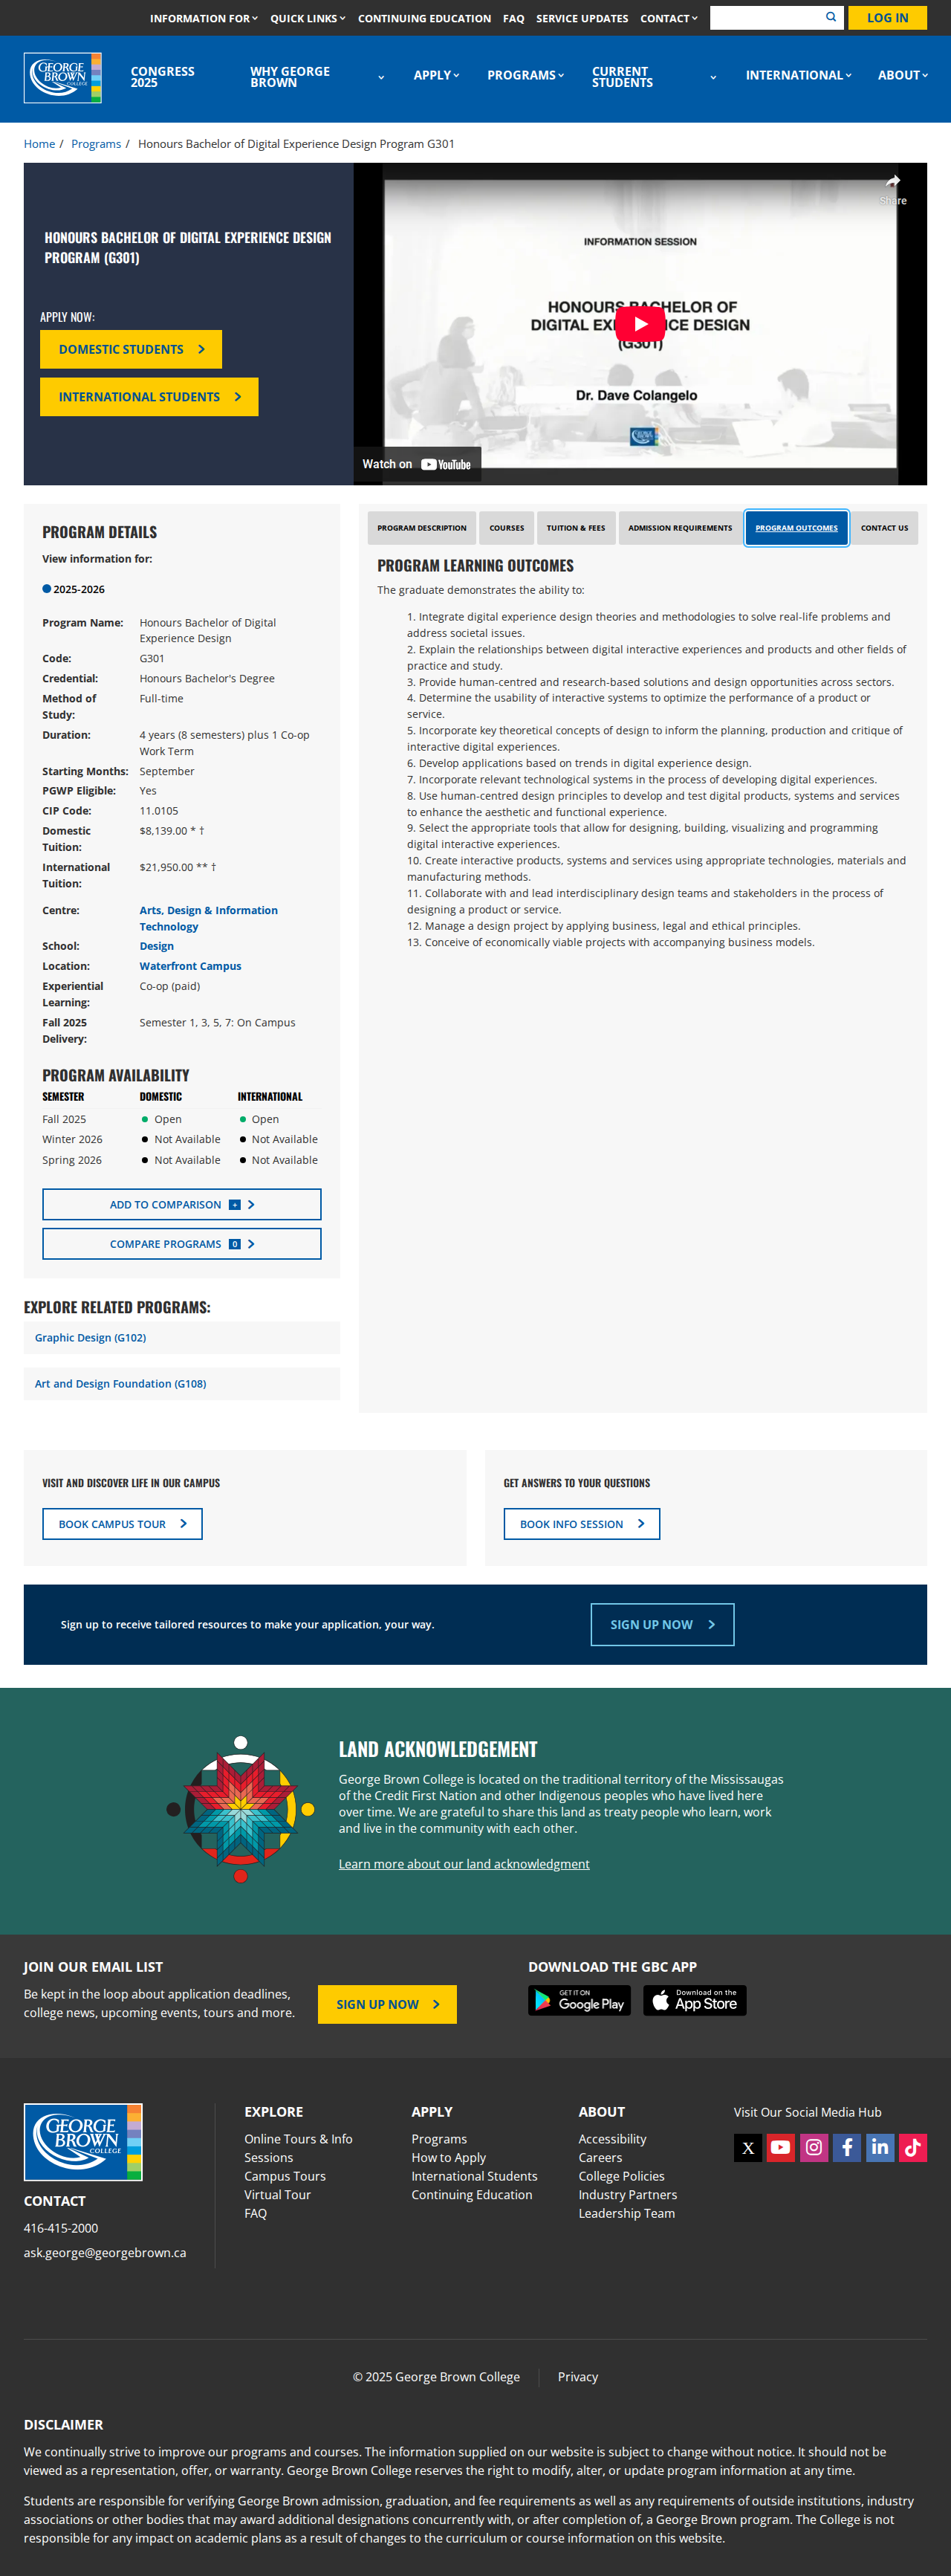 INFORMATION FOR QUICK LINKS CONTINUING EDUCATION FAQ SERVICE UPDATES CONTACT LOG IN
GEORGE BROWN COLLEGE
CONGRESS 2025 WHY GEORGE BROWN APPLY PROGRAMS CURRENT STUDENTS INTERNATIONAL ABOUT
Home / Programs / Honours Bachelor of Digital Experience Design Program G301
HONOURS BACHELOR OF DIGITAL EXPERIENCE DESIGN
PROGRAM (G301)
APPLY NOW:
DOMESTIC STUDENTS
INTERNATIONAL STUDENTS
Share
INFORMATION SESSION
HONOURS BACHELOR OF
DIGITAL EXPERIENCE DESIGN
(G301)
Dr. Dave Colangelo
Watch on YouTube
PROGRAM DETAILS
View information for:
2025-2026
Program Name: Honours Bachelor of Digital
Experience Design
Code: G301
Credential: Honours Bachelor's Degree
Method of
Study: Full-time
Duration: 4 years (8 semesters) plus 1 Co-op
Work Term
Starting Months: September
PGWP Eligible: Yes
CIP Code: 11.0105
Domestic
Tuition: $8,139.00 * †
International
Tuition: $21,950.00 ** †
Centre: Arts, Design & Information
Technology
School: Design
Location: Waterfront Campus
Experiential
Learning: Co-op (paid)
Fall 2025
Delivery: Semester 1, 3, 5, 7: On Campus
PROGRAM AVAILABILITY
SEMESTER DOMESTIC INTERNATIONAL
Fall 2025 Open Open
Winter 2026 Not Available Not Available
Spring 2026 Not Available Not Available
ADD TO COMPARISON +
COMPARE PROGRAMS 0
EXPLORE RELATED PROGRAMS:
Graphic Design (G102)
Art and Design Foundation (G108)
PROGRAM DESCRIPTION COURSES TUITION & FEES ADMISSION REQUIREMENTS PROGRAM OUTCOMES CONTACT US
PROGRAM LEARNING OUTCOMES
The graduate demonstrates the ability to:
1. Integrate digital experience design theories and methodologies to solve real-life problems and
address societal issues.
2. Explain the relationships between digital interactive experiences and products and other fields of
practice and study.
3. Provide human-centred and research-based solutions and design opportunities across sectors.
4. Determine the usability of interactive systems to optimize the performance of a product or
service.
5. Incorporate key theoretical concepts of design to inform the planning, production and critique of
interactive digital experiences.
6. Develop applications based on trends in digital experience design.
7. Incorporate relevant technological systems in the process of developing digital experiences.
8. Use human-centred design principles to develop and test digital products, systems and services
to enhance the aesthetic and functional experience.
9. Select the appropriate tools that allow for designing, building, visualizing and programming
digital interactive experiences.
10. Create interactive products, systems and services using appropriate technologies, materials and
manufacturing methods.
11. Collaborate with and lead interdisciplinary design teams and stakeholders in the process of
designing a product or service.
12. Manage a design project by applying business, legal and ethical principles.
13. Conceive of economically viable projects with accompanying business models.
VISIT AND DISCOVER LIFE IN OUR CAMPUS
BOOK CAMPUS TOUR
GET ANSWERS TO YOUR QUESTIONS
BOOK INFO SESSION
Sign up to receive tailored resources to make your application, your way.
SIGN UP NOW
LAND ACKNOWLEDGEMENT
George Brown College is located on the traditional territory of the Mississaugas
of the Credit First Nation and other Indigenous peoples who have lived here
over time. We are grateful to share this land as treaty people who learn, work
and live in the community with each other.
Learn more about our land acknowledgment
JOIN OUR EMAIL LIST
Be kept in the loop about application deadlines,
college news, upcoming events, tours and more.
SIGN UP NOW
DOWNLOAD THE GBC APP
GET IT ON
Google Play
Download on the
App Store
GEORGE BROWN COLLEGE
CONTACT
416-415-2000
ask.george@georgebrown.ca
EXPLORE
Online Tours & Info
Sessions
Campus Tours
Virtual Tour
FAQ
APPLY
Programs
How to Apply
International Students
Continuing Education
ABOUT
Accessibility
Careers
College Policies
Industry Partners
Leadership Team
Visit Our Social Media Hub
X f in
© 2025 George Brown College Privacy
DISCLAIMER
We continually strive to improve our programs and courses. The information supplied on our website is subject to change without notice. It should not be
viewed as a representation, offer, or warranty. George Brown College reserves the right to modify, alter, or update program information at any time.
Students are responsible for verifying George Brown admission, graduation, and fee requirements as well as any requirements of outside institutions, industry
associations or other bodies that may award additional designations concurrently with, or after completion of, a George Brown program. The College is not
responsible for any impact on academic plans as a result of changes to the curriculum or course information on this website.